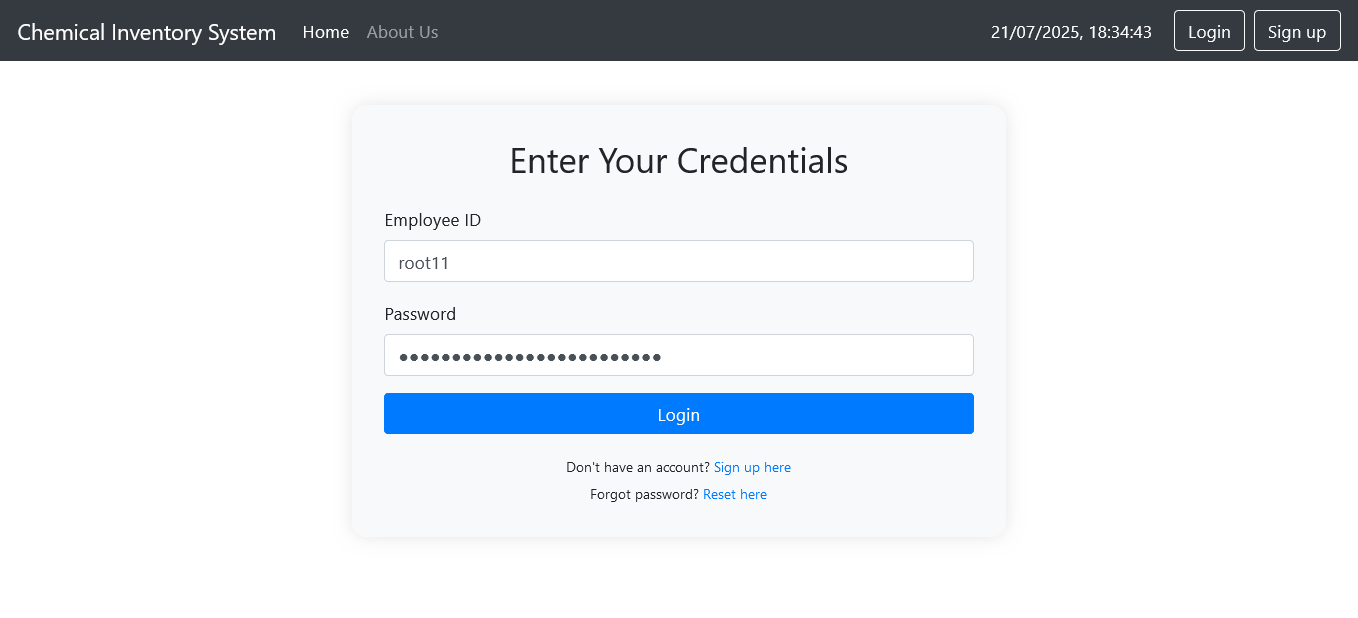 Chemical Inventory System Home About Us 21/07/2025, 18:34:43 Login Sign up
Enter Your Credentials
Employee ID
root11
Password
●●●●●●●●●●●●●●●●●●●●●●●●●
Login
Don't have an account? Sign up here
Forgot password? Reset here